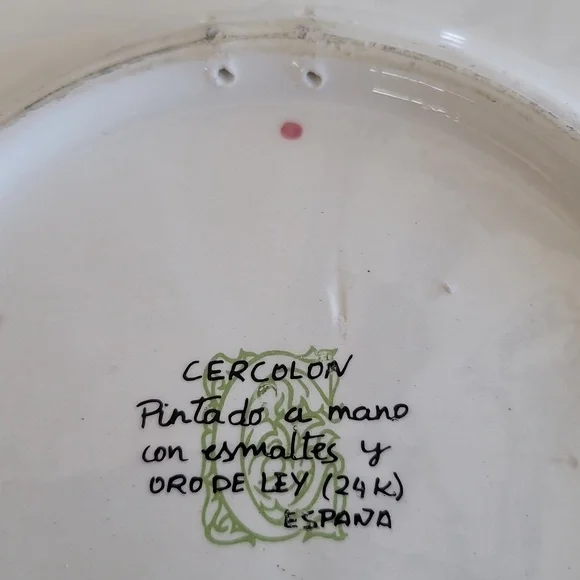 CERCOLON
Pintado a mano
con esmaltes y
ORO DE LEY (24K)
ESPAÑA